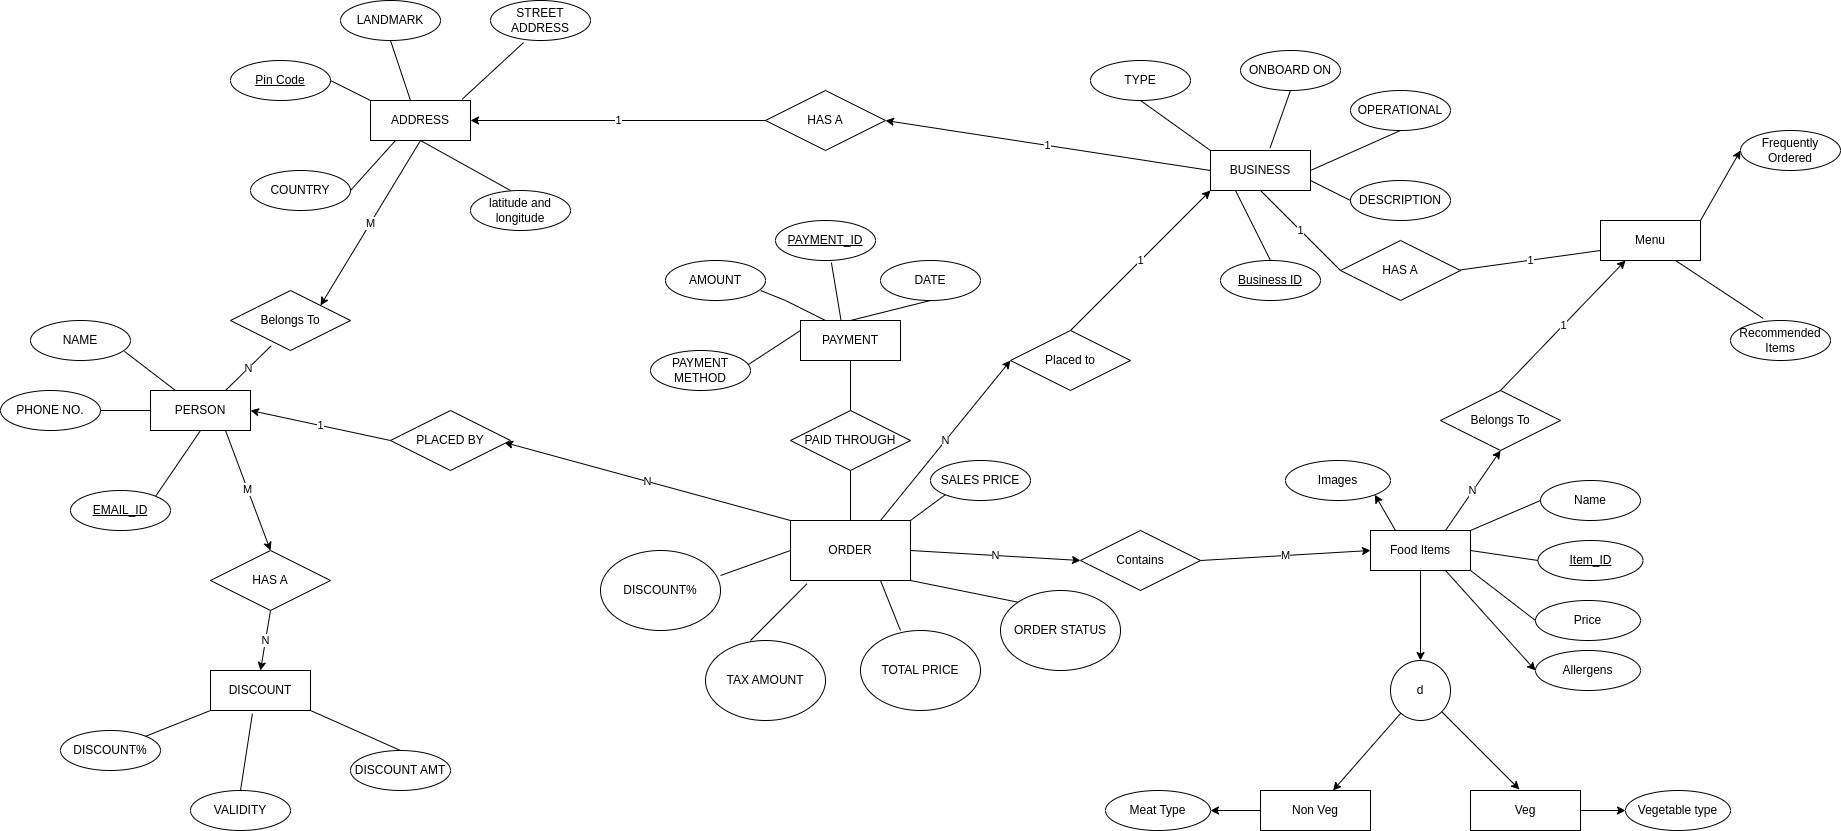 LANDMARK
STREET
ADDRESS
Pin Code
ADDRESS
COUNTRY
latitude and
longitude
1
HAS A
1
TYPE
ONBOARD ON
OPERATIONAL
BUSINESS
DESCRIPTION
Business ID
1
HAS A
1
Menu
Frequently
Ordered
Recommended
Items
M
Belongs To
N
NAME
PHONE NO.
PERSON
EMAIL_ID
1
PLACED BY
N
PAYMENT_ID
AMOUNT
DATE
PAYMENT
PAYMENT
METHOD
PAID THROUGH
1
Placed to
N
SALES PRICE
ORDER
DISCOUNT%
TAX AMOUNT
TOTAL PRICE
ORDER STATUS
N
Contains
M
1
Belongs To
N
Images
Food Items
Name
Item_ID
Price
Allergens
d
Non Veg
Meat Type
Veg
Vegetable type
M
HAS A
N
DISCOUNT
DISCOUNT%
VALIDITY
DISCOUNT AMT